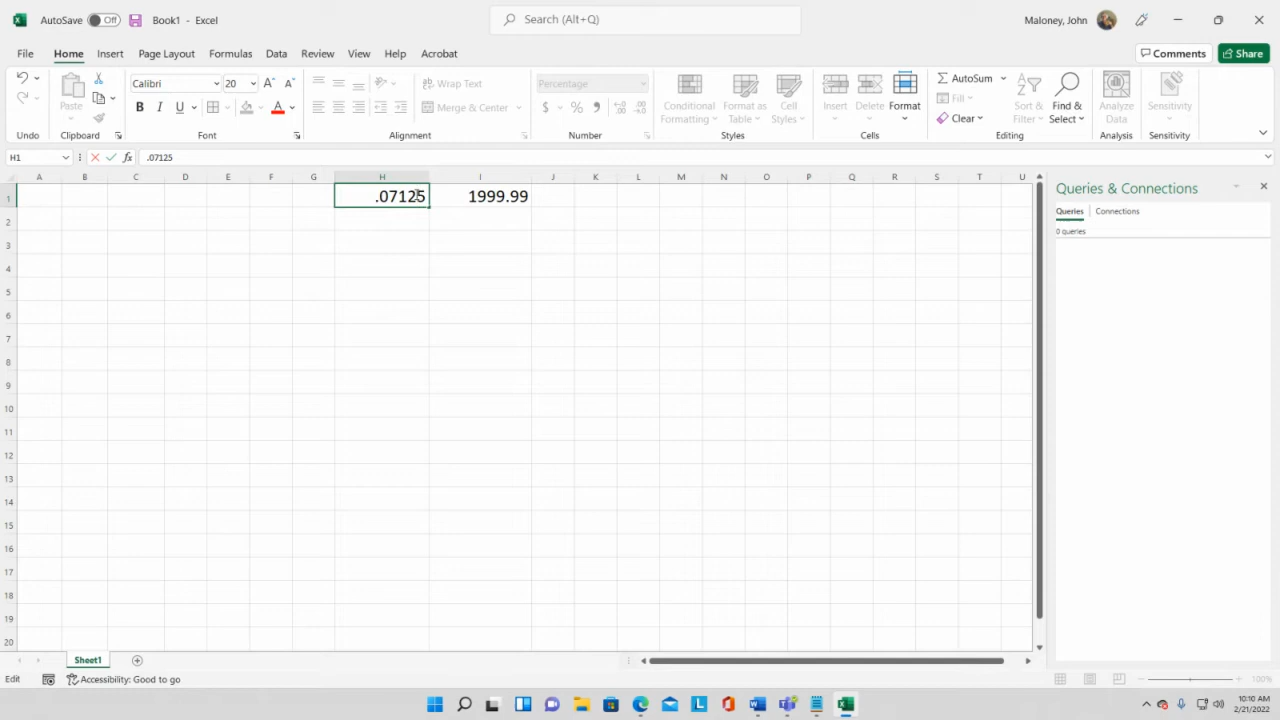 AutoSave Off Book1 - Excel Search (Alt+Q) Maloney, John
File Home Insert Page Layout Formulas Data Review View Help Acrobat Comments Share
Calibri 20 Wrap Text Percentage AutoSum
Paste B I U Merge & Center $ % Conditional Formatting Format Table Cell Styles Insert Delete Format Fill Sort & Filter Find & Select Analyze Data Sensitivity
Clear
Undo Clipboard Font Alignment Number Styles Cells Editing Analysis Sensitivity
H1 fx .07125
A B C D E F G H I J K L M N O P Q R S T U
1 .07125 1999.99
2
3
4
5
6
7
8
9
10
11
12
13
14
15
16
17
18
19
20
Queries & Connections
Queries Connections
0 queries
Sheet1
Edit Accessibility: Good to go 100%
10:10 AM
2/21/2022